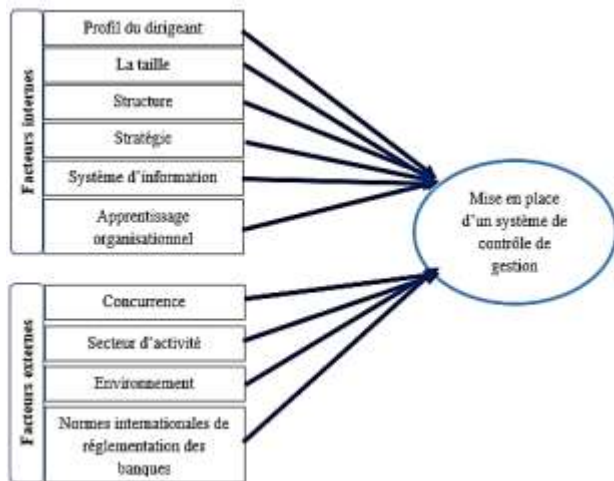 Facteurs internes
Profil du dirigeant
La taille
Structure
Stratégie
Système d'information
Apprentissage
organisationnel
Mise en place
d'un système de
contrôle de
gestion
Facteurs externes
Concurrence
Secteur d'activité
Environnement
Normes internationales de
réglementation des
banques